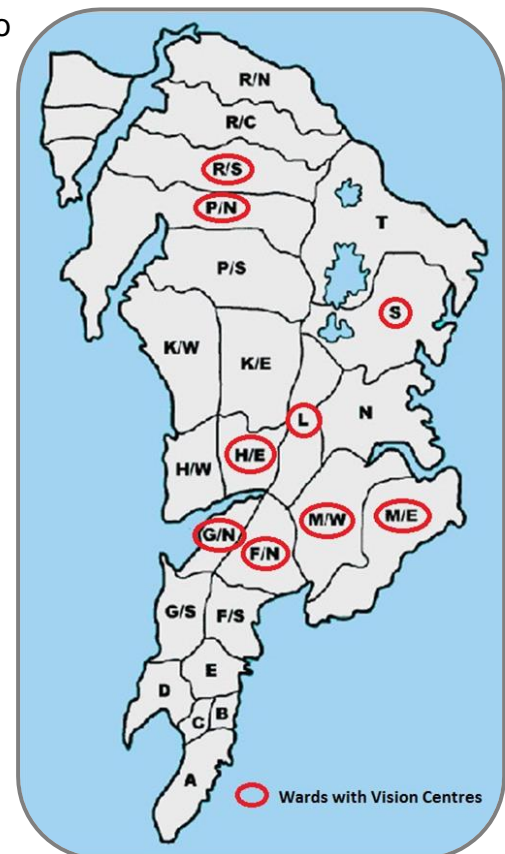 o
R/N
R/C
R/S
P/N
T
P/S
S
K/W
K/E
L
N
H/E
H/W
M/W
M/E
G/N
F/N
G/S
F/S
E
D
B
C
A
Wards with Vision Centres